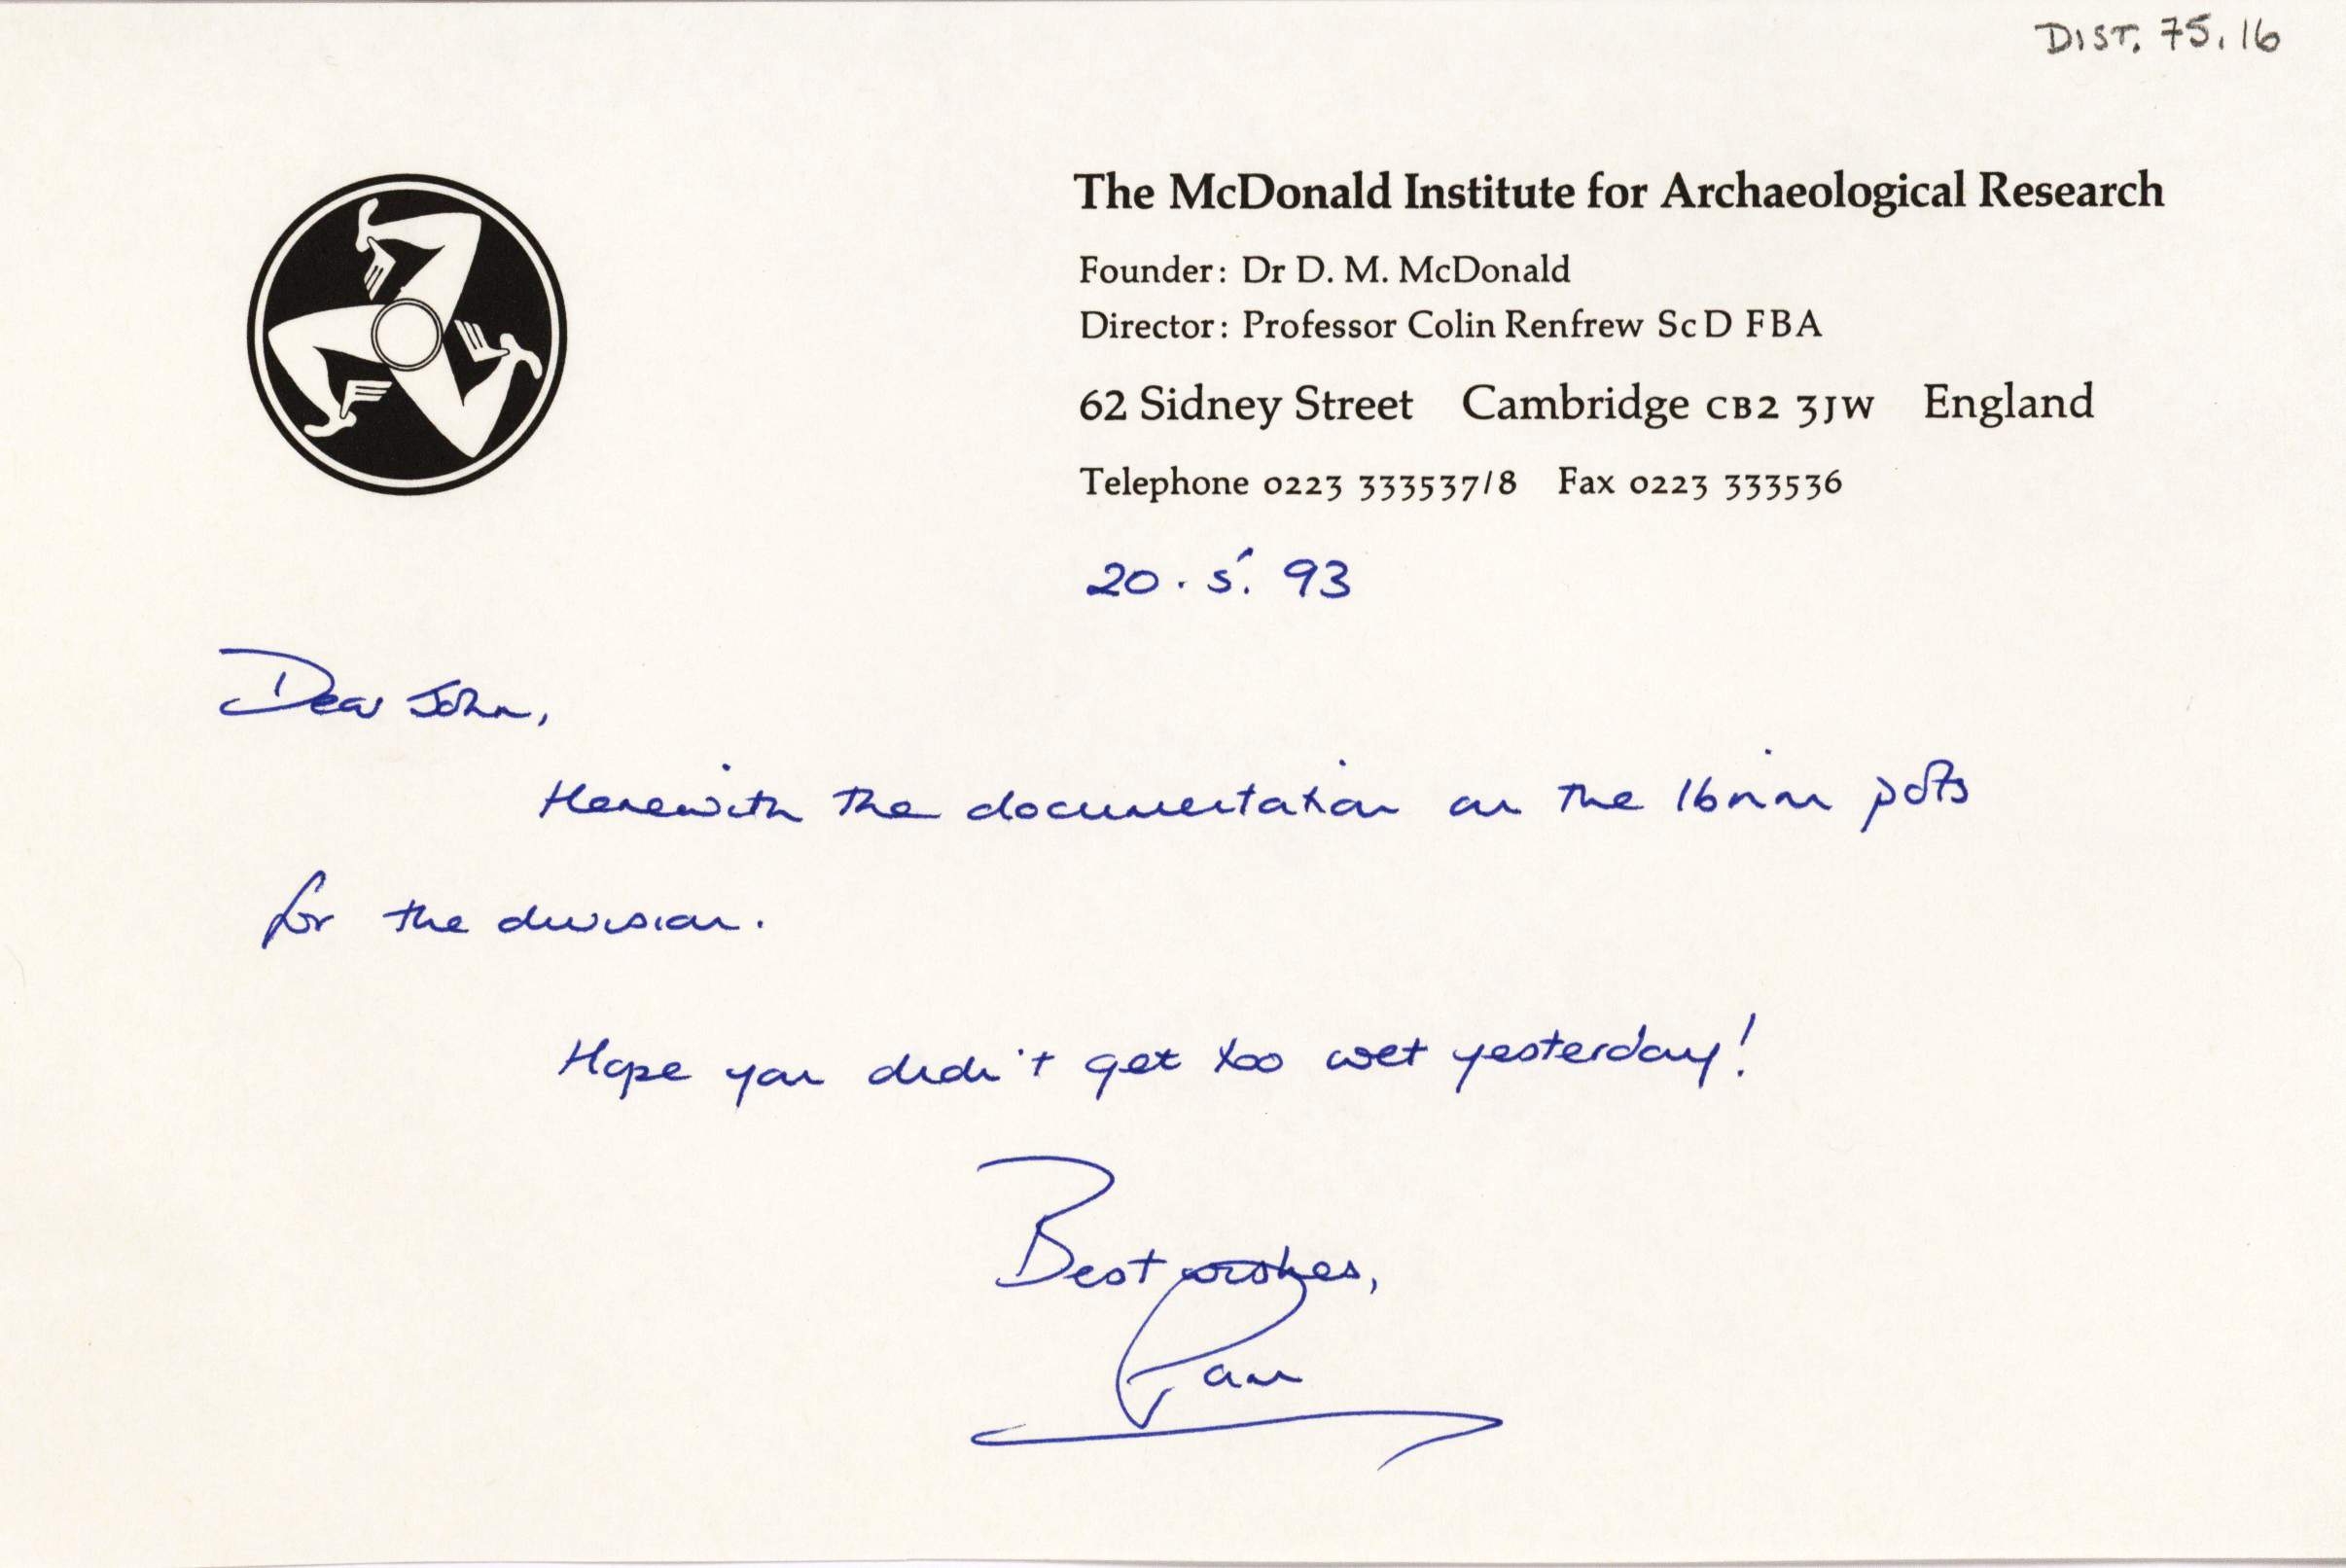 DIST. 75.16
The McDonald Institute for Archaeological Research
Founder: Dr D. M. McDonald
Director: Professor Colin Renfrew ScD FBA
62 Sidney Street Cambridge CB2 3JW England
Telephone 0223 333537/8 Fax 0223 333536
20.5.93
Dear John,
Herewith the documentation on the Ibrim pots
for the division.
Hope you didn't get too wet yesterday!
Best wishes,
Pam